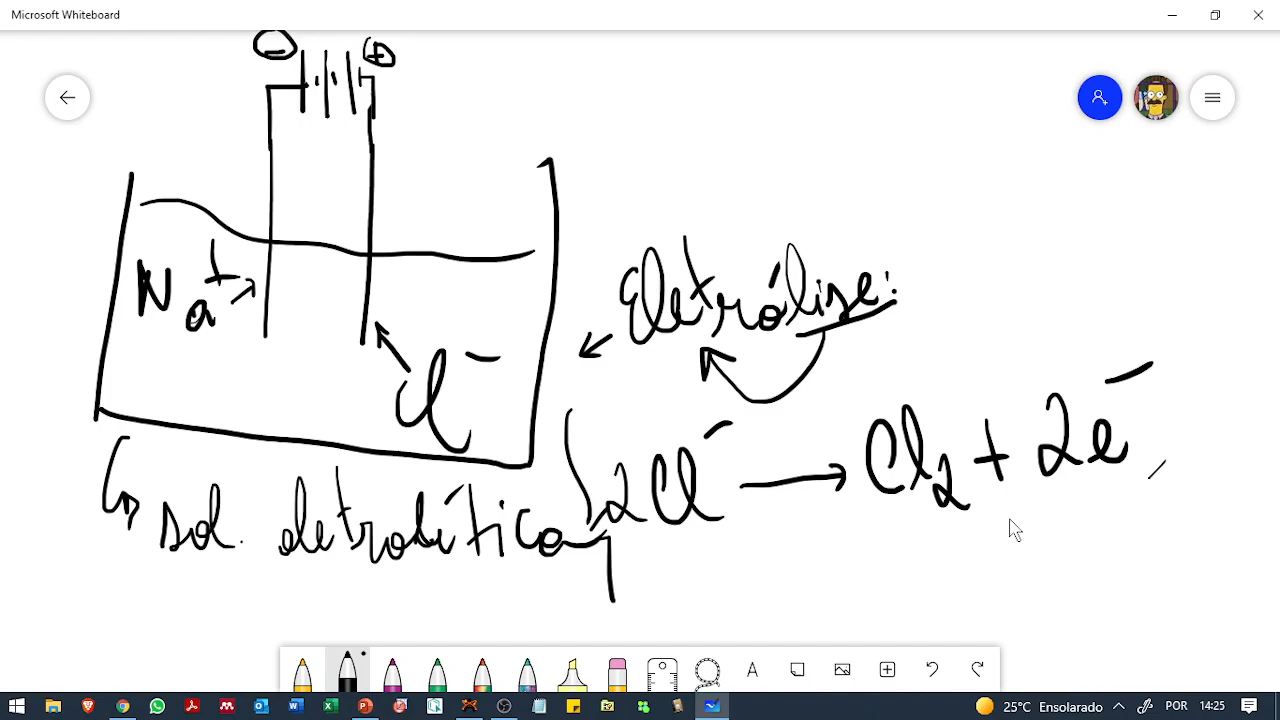 Microsoft Whiteboard
− +
Na+
Cl−
Eletrólise:
sol. eletrolítica
2Cl− → Cl2 + 2e−
A
25°C Ensolarado
POR
14:25